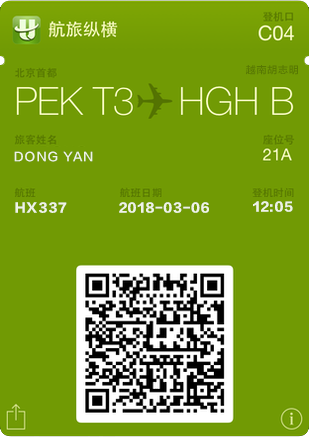 航旅纵横
登机口
C04
北京首都
越南胡志明
PEK T3
HGH B
旅客姓名
座位号
DONG YAN
21A
航班
航班日期
登机时间
HX337
2018-03-06
12:05